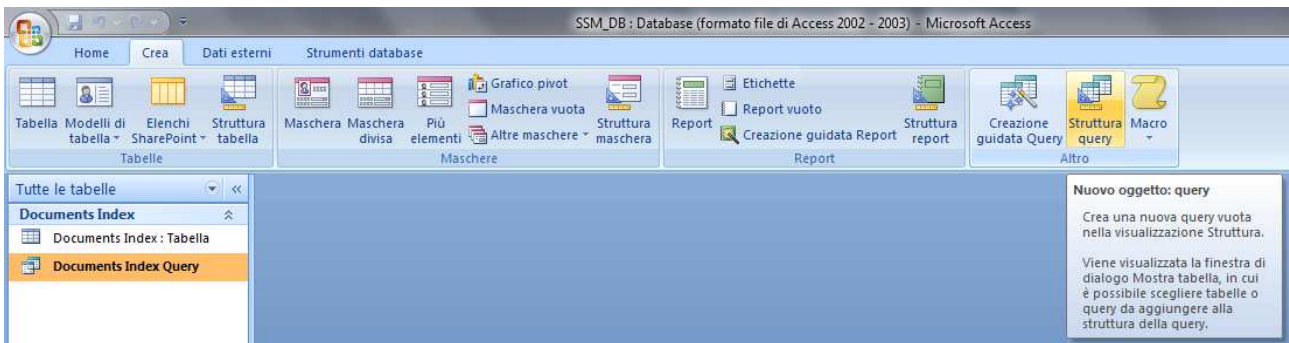 SSM_DB : Database (formato file di Access 2002 - 2003) - Microsoft Access
Home Crea Dati esterni Strumenti database
Tabella
Modelli di
tabella
Elenchi
SharePoint
Struttura
tabella
Tabelle
Maschera
Maschera
divisa
Più
elementi
Grafico pivot
Maschera vuota
Altre maschere
Struttura
maschera
Maschere
Report
Etichette
Report vuoto
Creazione guidata Report
Struttura
report
Report
Creazione
guidata Query
Struttura
query
Macro
Altro
Tutte le tabelle
Documents Index
Documents Index : Tabella
Documents Index Query
Nuovo oggetto: query
Crea una nuova query vuota
nella visualizzazione Struttura.
Viene visualizzata la finestra di
dialogo Mostra tabella, in cui
è possibile scegliere tabelle o
query da aggiungere alla
struttura della query.